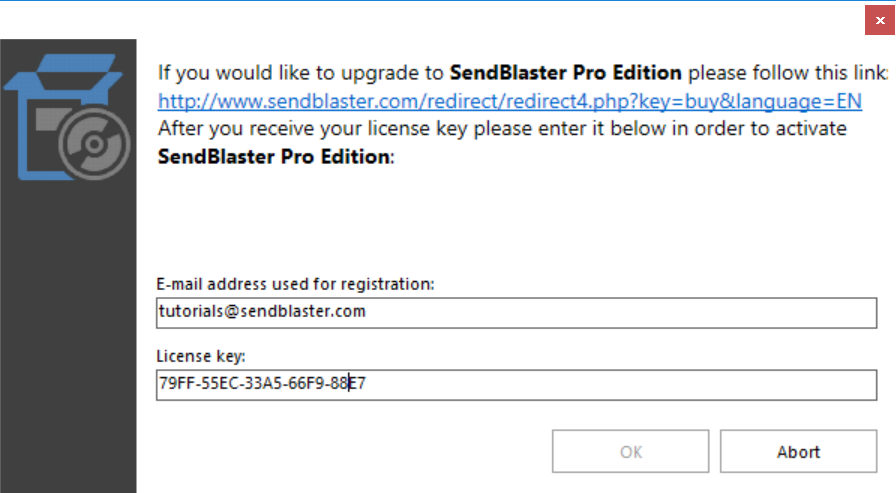 If you would like to upgrade to SendBlaster Pro Edition please follow this link:
http://www.sendblaster.com/redirect/redirect4.php?key=buy&language=EN
After you receive your license key please enter it below in order to activate
SendBlaster Pro Edition:
E-mail address used for registration:
tutorials@sendblaster.com
License key:
79FF-55EC-33A5-66F9-88E7
OK
Abort